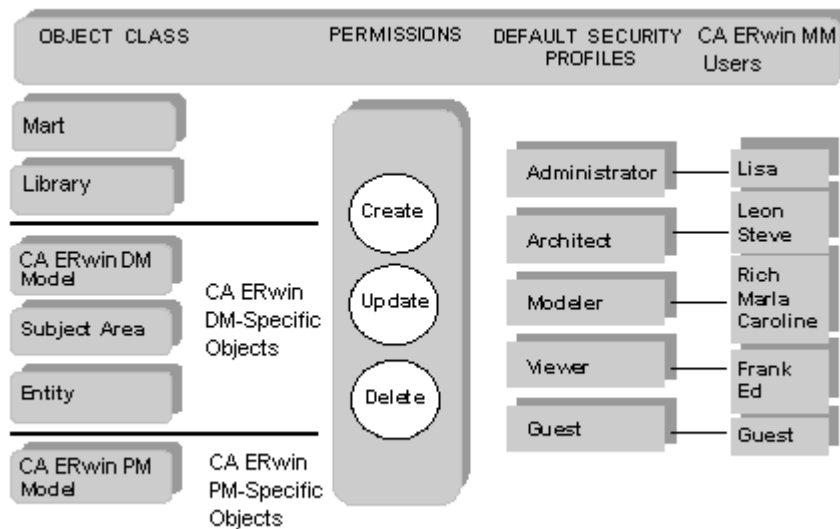 OBJECT CLASS
PERMISSIONS
DEFAULT SECURITY
PROFILES
CA ERwin MM
Users
Mart
Library
CA ERwin DM
Model
Subject Area
Entity
CA ERwin
DM-Specific
Objects
CA ERwin PM
Model
CA ERwin
PM-Specific
Objects
Create
Update
Delete
Administrator
Lisa
Architect
Leon
Steve
Modeler
Rich
Marla
Caroline
Viewer
Frank
Ed
Guest
Guest